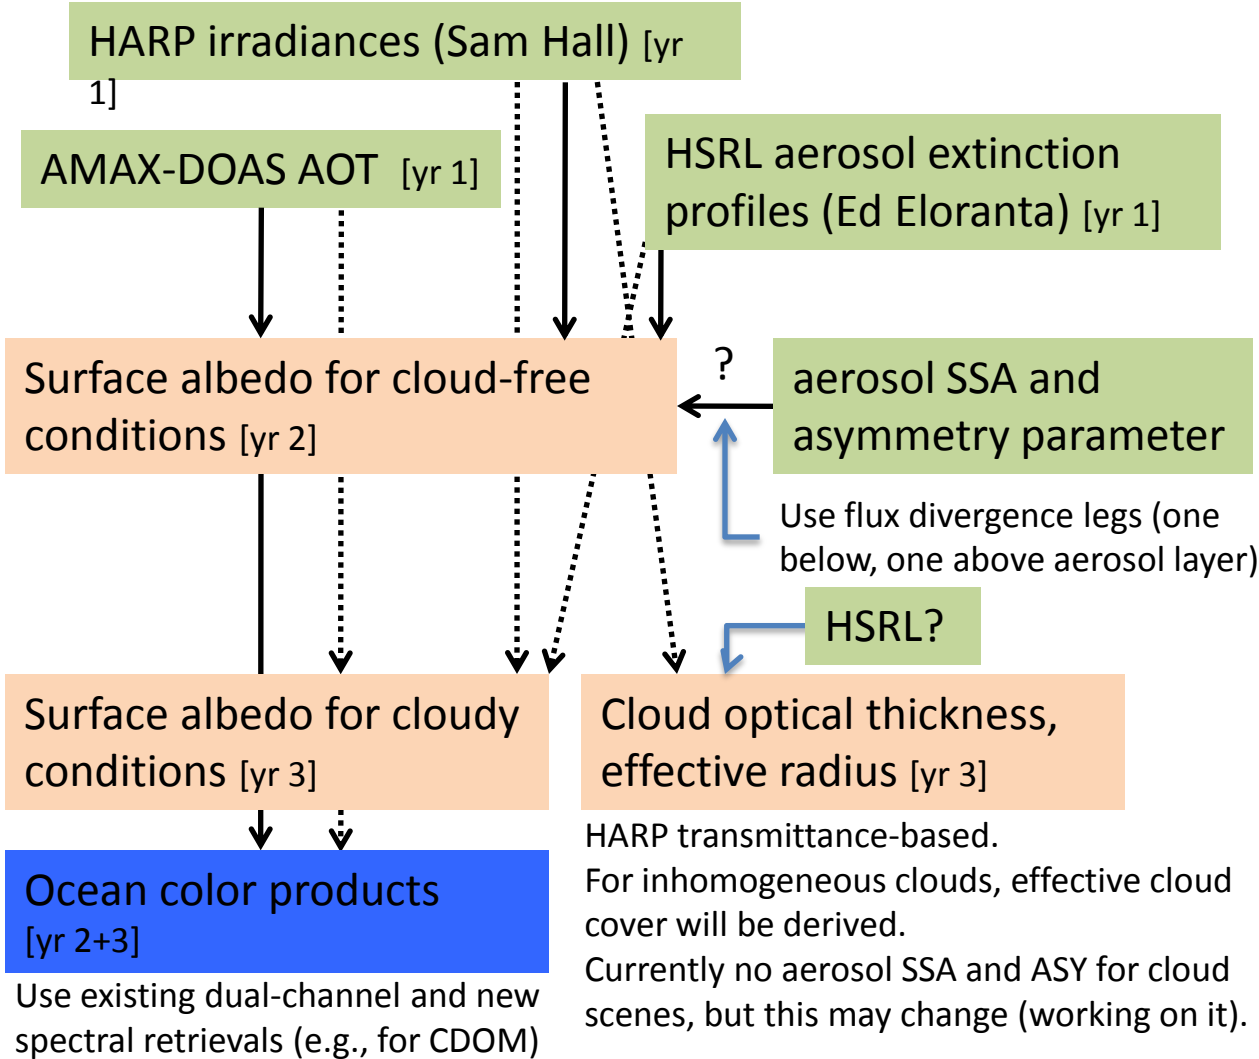 HARP irradiances (Sam Hall) [yr
1]
AMAX-DOAS AOT [yr 1]
HSRL aerosol extinction
profiles (Ed Eloranta) [yr 1]
Surface albedo for cloud-free
conditions [yr 2]
?
aerosol SSA and
asymmetry parameter
Use flux divergence legs (one
below, one above aerosol layer)
HSRL?
Surface albedo for cloudy
conditions [yr 3]
Cloud optical thickness,
effective radius [yr 3]
HARP transmittance-based.
For inhomogeneous clouds, effective cloud
cover will be derived.
Currently no aerosol SSA and ASY for cloud
scenes, but this may change (working on it).
Ocean color products
[yr 2+3]
Use existing dual-channel and new
spectral retrievals (e.g., for CDOM)